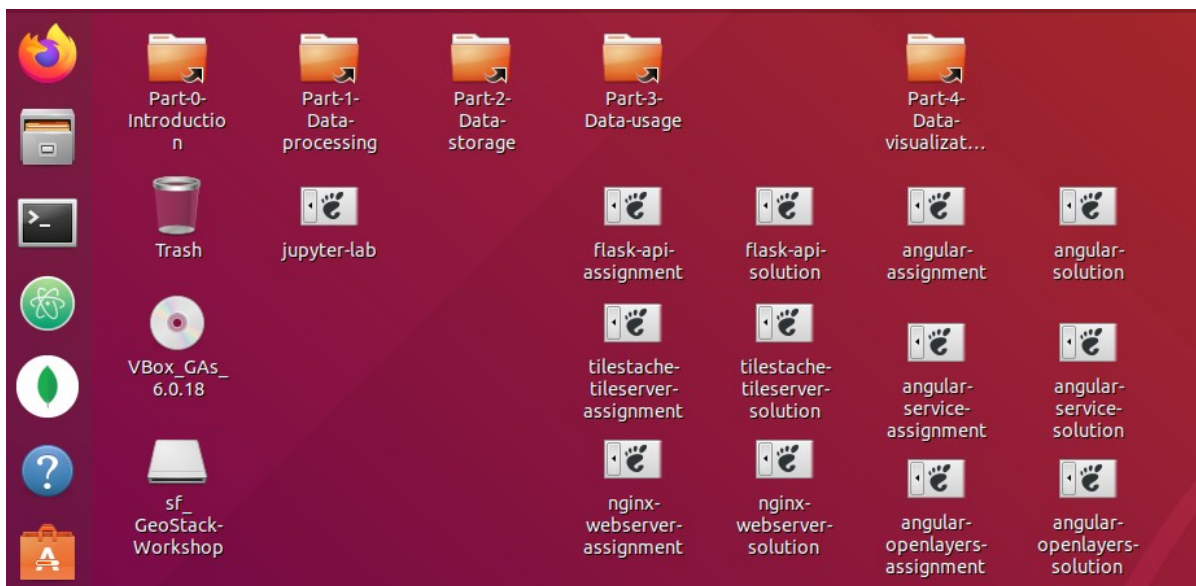 Part-0-
Introductio
n
Part-1-
Data-
processing
Part-2-
Data-
storage
Part-3-
Data-usage
Part-4-
Data-
visualizat...
Trash
jupyter-lab
flask-api-
assignment
flask-api-
solution
angular-
assignment
angular-
solution
VBox_GAs_
6.0.18
tilestache-
tileserver-
assignment
tilestache-
tileserver-
solution
angular-
service-
assignment
angular-
service-
solution
sf_
GeoStack-
Workshop
nginx-
webserver-
assignment
nginx-
webserver-
solution
angular-
openlayers-
assignment
angular-
openlayers-
solution